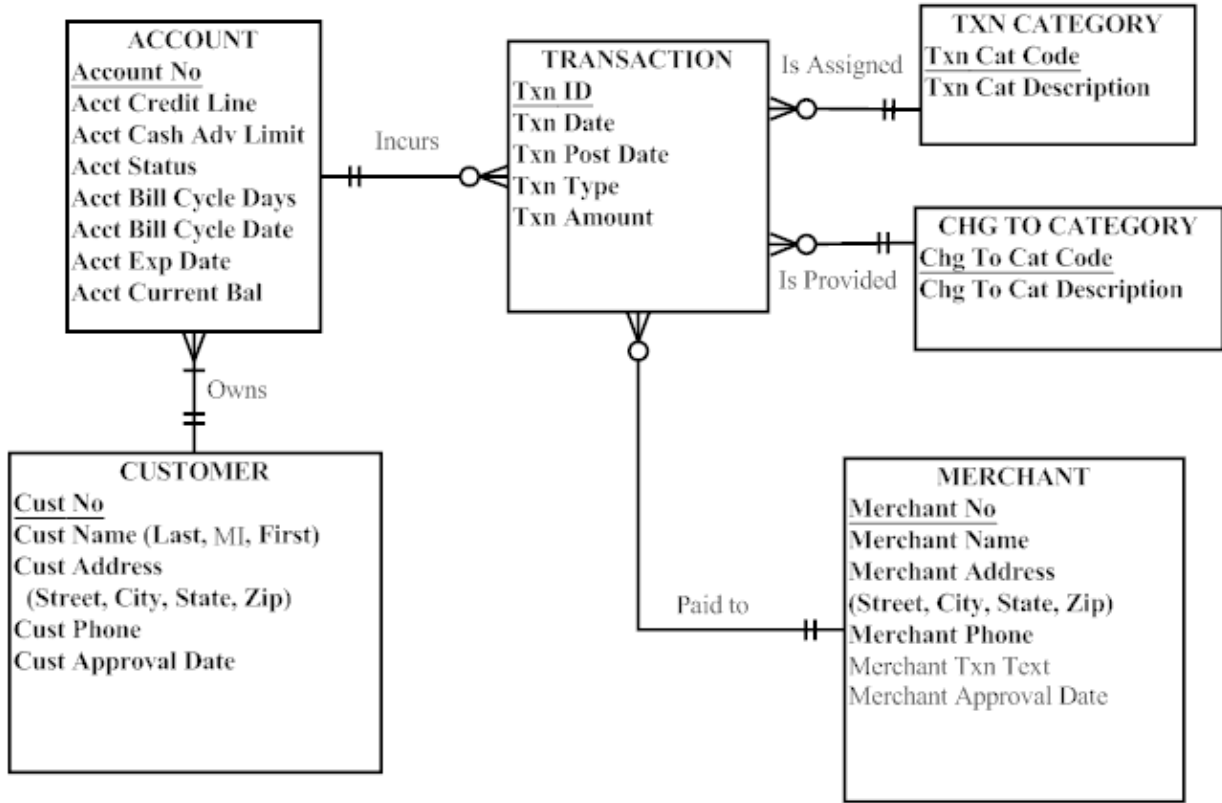 ACCOUNT
Account No
Acct Credit Line
Acct Cash Adv Limit
Acct Status
Acct Bill Cycle Days
Acct Bill Cycle Date
Acct Exp Date
Acct Current Bal
Incurs
TRANSACTION
Txn ID
Txn Date
Txn Post Date
Txn Type
Txn Amount
Is Assigned
TXN CATEGORY
Txn Cat Code
Txn Cat Description
Is Provided
CHG TO CATEGORY
Chg To Cat Code
Chg To Cat Description
Owns
CUSTOMER
Cust No
Cust Name (Last, MI, First)
Cust Address
(Street, City, State, Zip)
Cust Phone
Cust Approval Date
Paid to
MERCHANT
Merchant No
Merchant Name
Merchant Address
(Street, City, State, Zip)
Merchant Phone
Merchant Txn Text
Merchant Approval Date